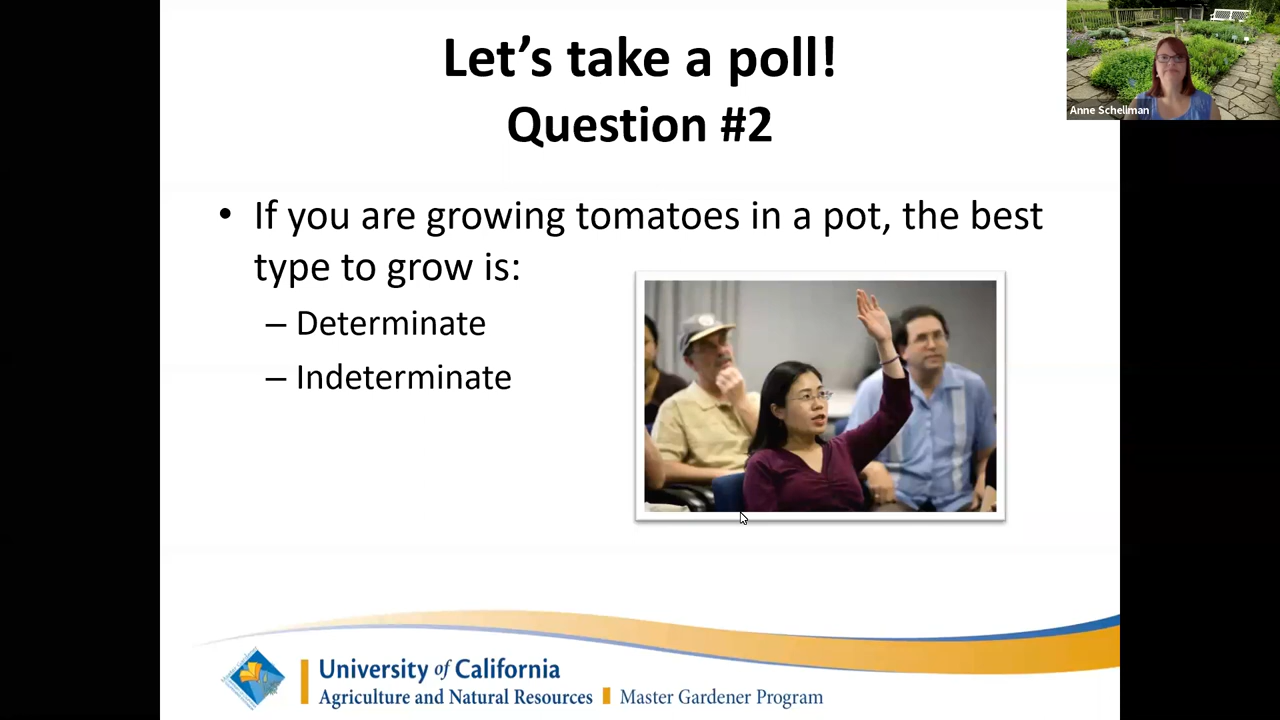 Let's take a poll!
Question #2
Anne Schellman
• If you are growing tomatoes in a pot, the best
type to grow is:
– Determinate
– Indeterminate
University of California
Agriculture and Natural Resources | Master Gardener Program